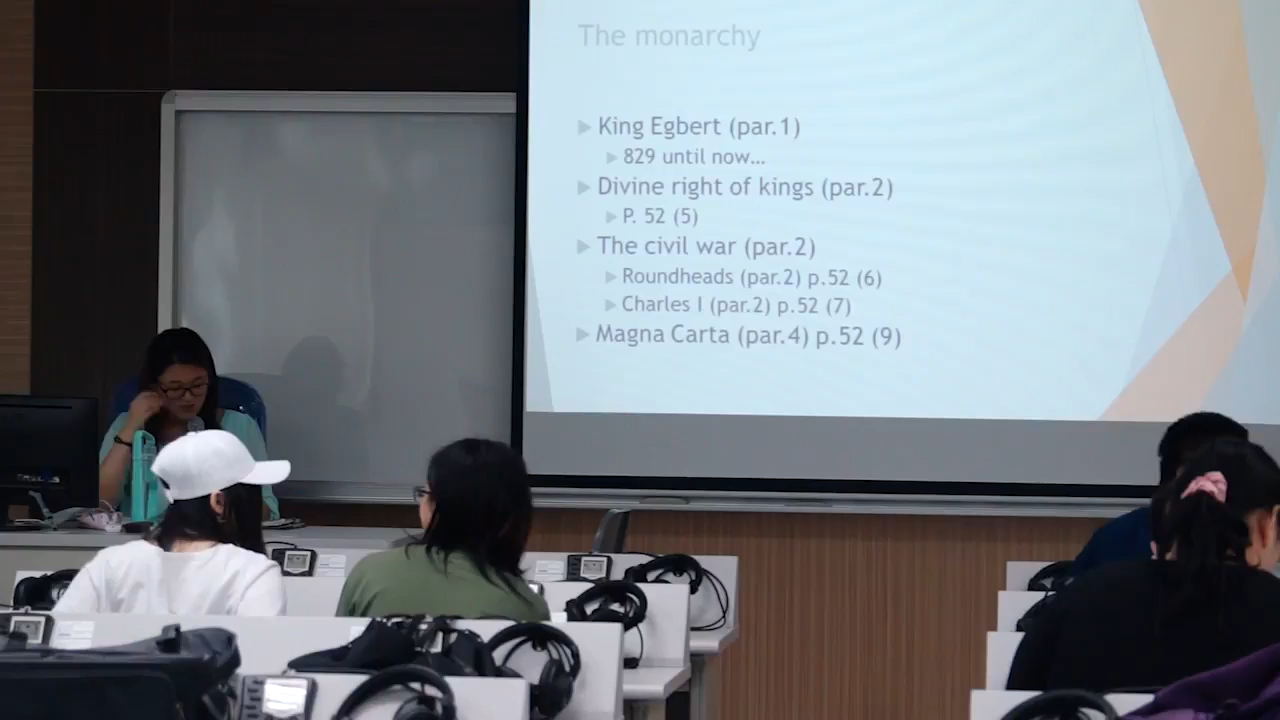 The monarchy
King Egbert (par.1)
829 until now...
Divine right of kings (par.2)
P. 52 (5)
The civil war (par.2)
Roundheads (par.2) p.52 (6)
Charles I (par.2) p.52 (7)
Magna Carta (par.4) p.52 (9)